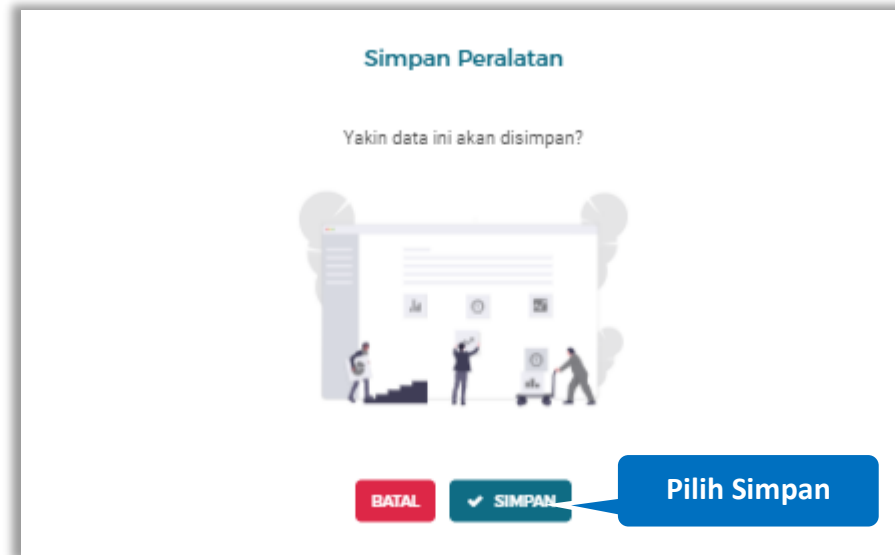 Simpan Peralatan
Yakin data ini akan disimpan?
BATAL
SIMPAN
Pilih Simpan